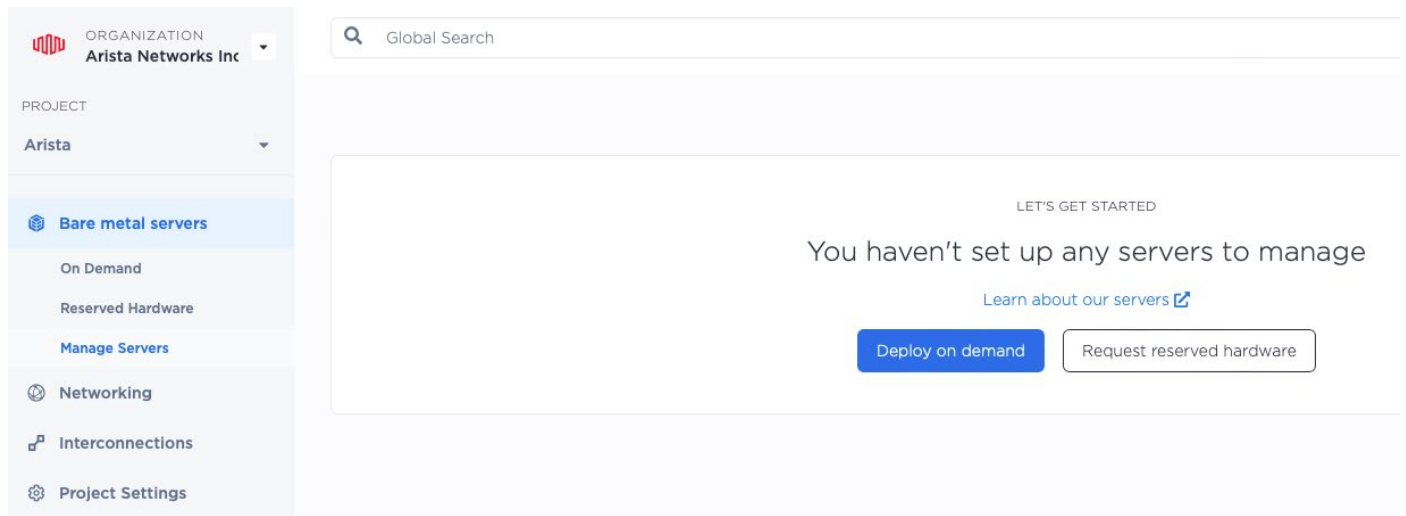 ORGANIZATION
Arista Networks Inc
PROJECT
Arista
Bare metal servers
On Demand
Reserved Hardware
Manage Servers
Networking
Interconnections
Project Settings
Global Search
LET'S GET STARTED
You haven't set up any servers to manage
Learn about our servers
Deploy on demand
Request reserved hardware